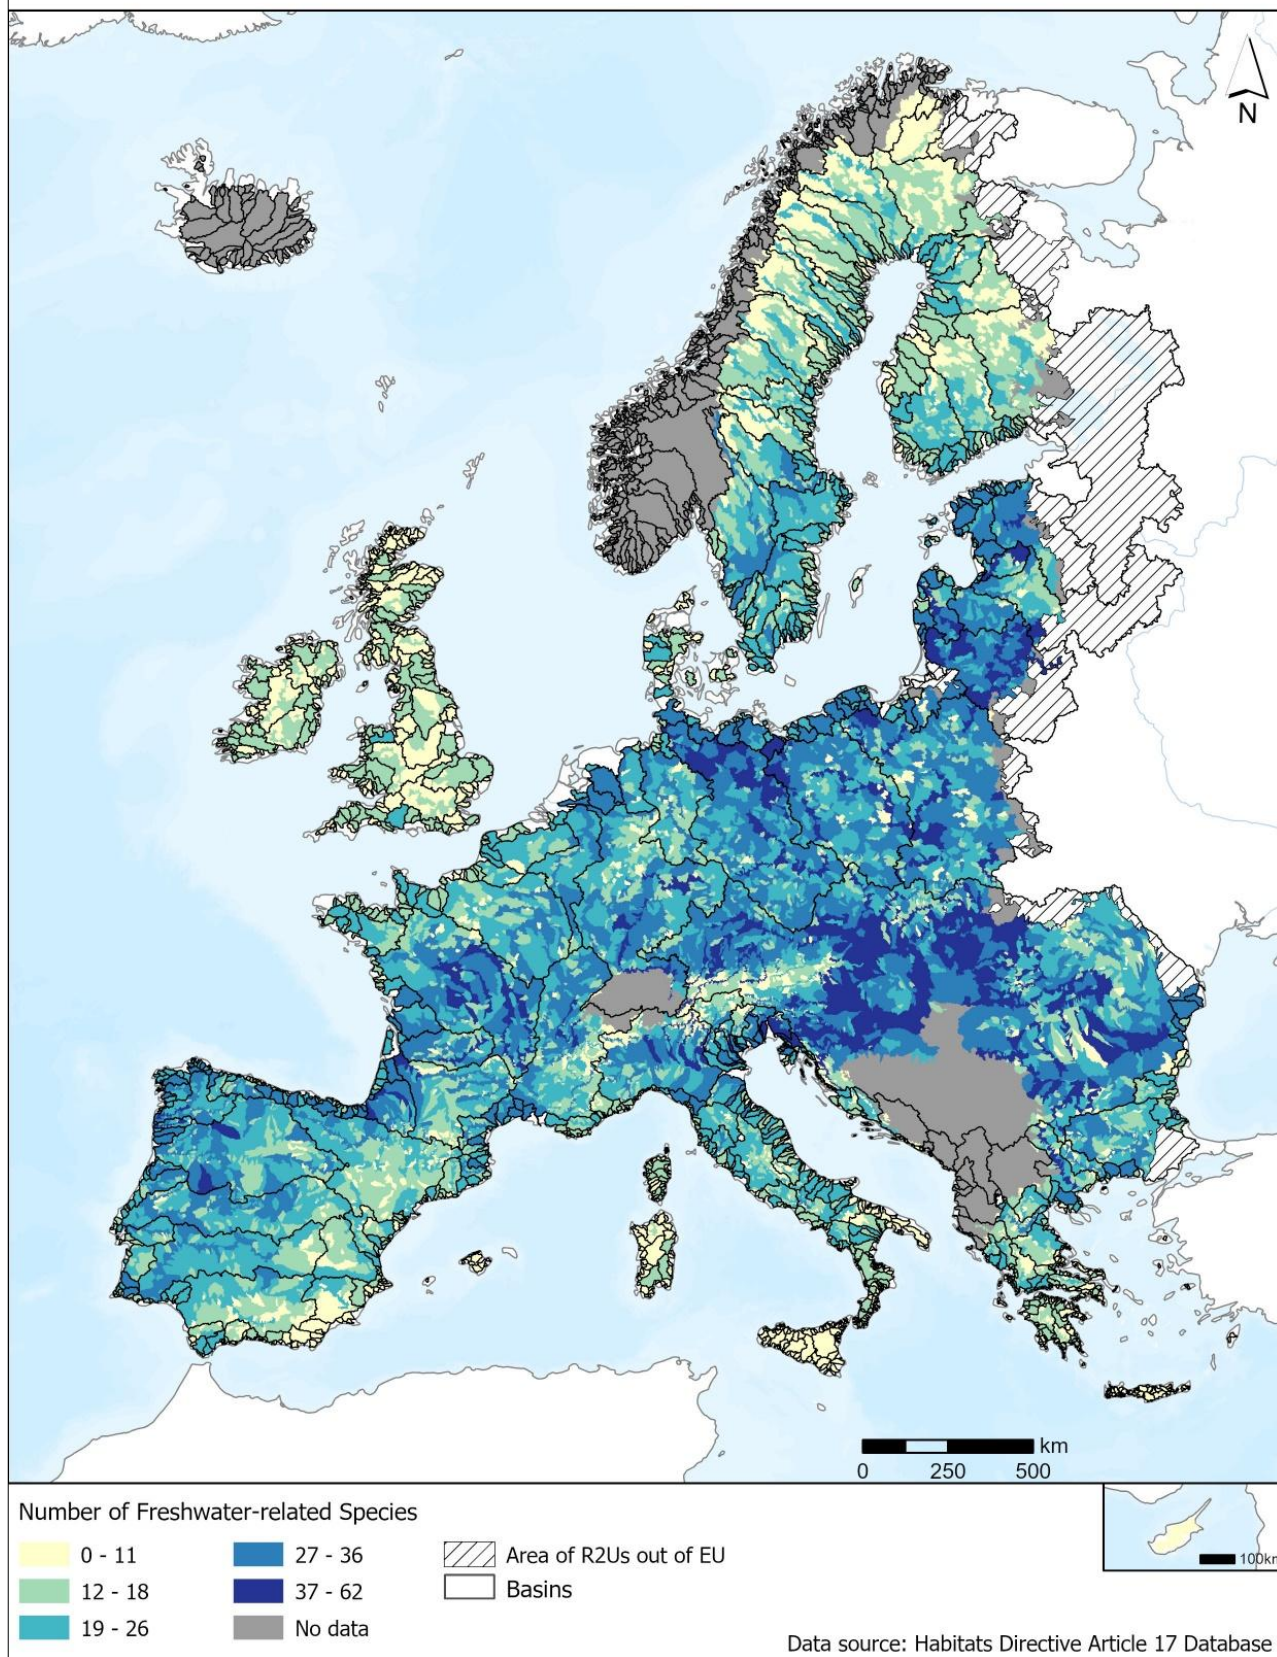 N
km
0 250 500
Number of Freshwater-related Species
0 - 11
12 - 18
19 - 26
27 - 36
37 - 62
No data
Area of R2Us out of EU
Basins
100km
Data source: Habitats Directive Article 17 Database